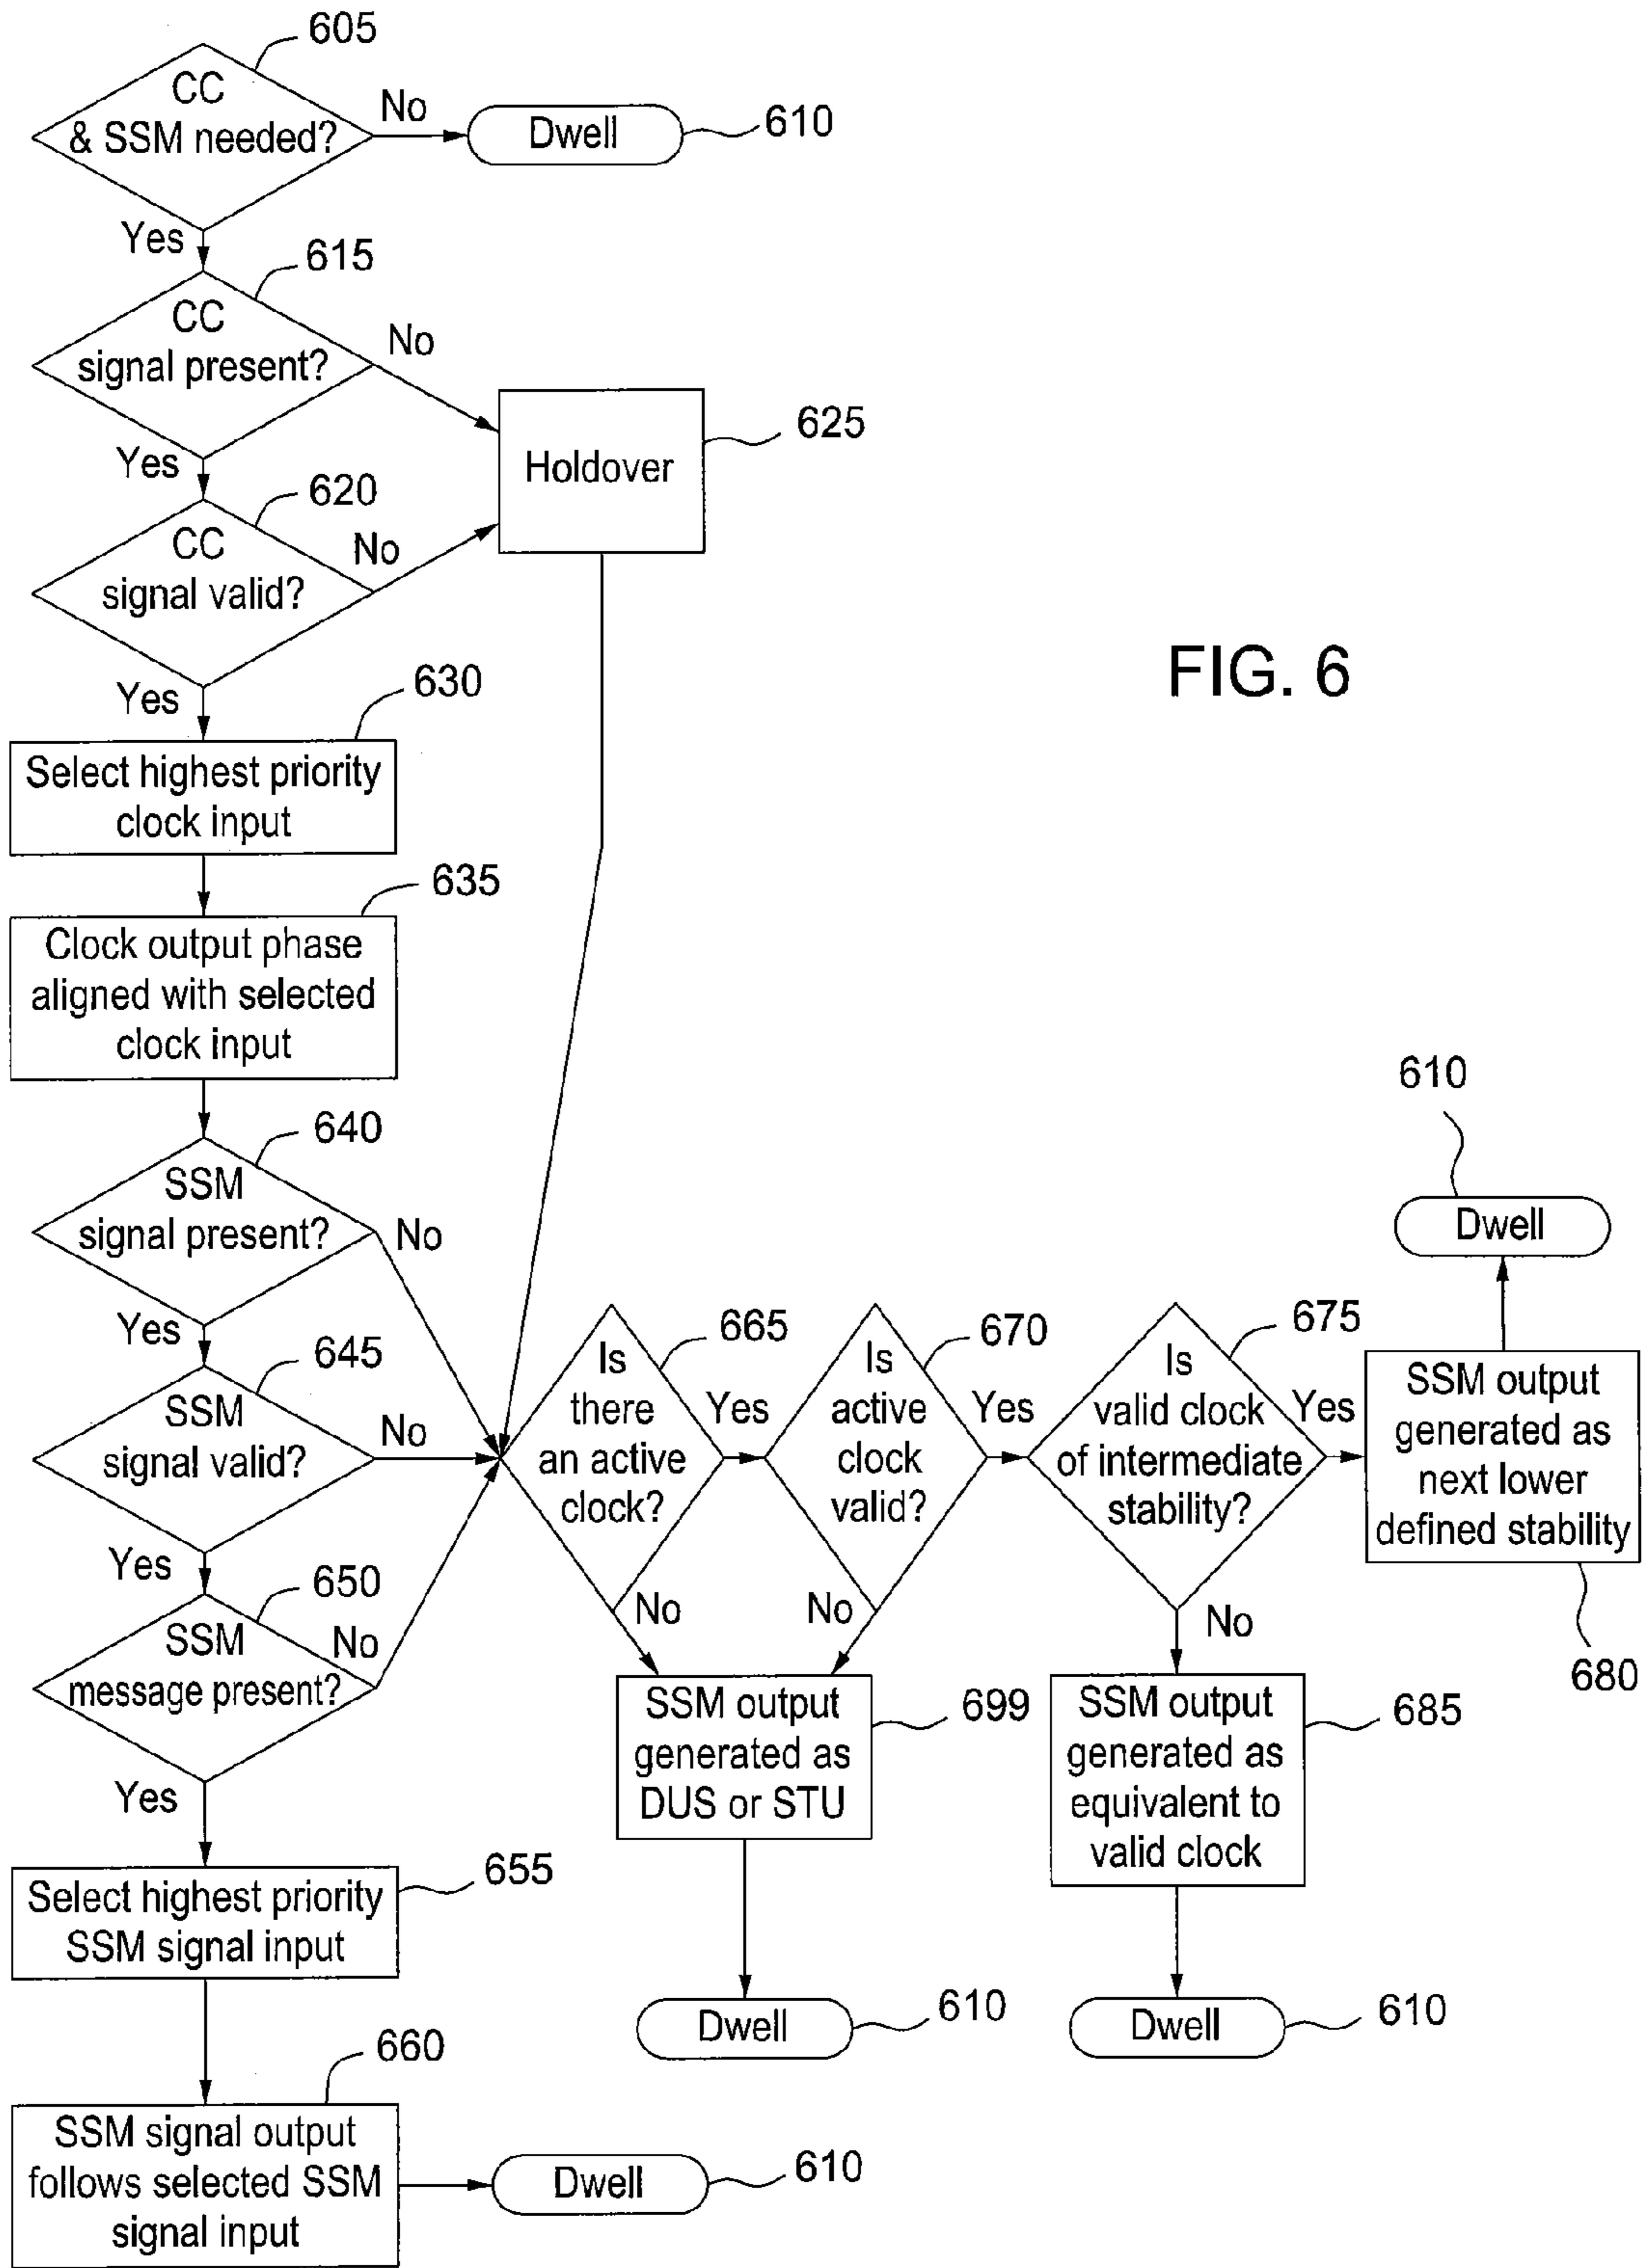 605
CC
& SSM needed?
No
Dwell
610
Yes
615
CC
signal present?
No
Yes
620
CC
signal valid?
No
Holdover
625
Yes
630
Select highest priority
clock input
FIG. 6
635
Clock output phase
aligned with selected
clock input
640
SSM
signal present?
No
Yes
645
SSM
signal valid?
No
Yes
650
SSM
message present?
No
Yes
655
Select highest priority
SSM signal input
660
SSM signal output
follows selected SSM
signal input
Dwell
610
665
Is
there
an active
clock?
Yes
No
670
Is
active
clock
valid?
Yes
No
675
Is
valid clock
of intermediate
stability?
Yes
No
610
Dwell
SSM output
generated as
next lower
defined stability
680
SSM output
generated as
DUS or STU
699
Dwell
610
SSM output
generated as
equivalent to
valid clock
685
Dwell
610